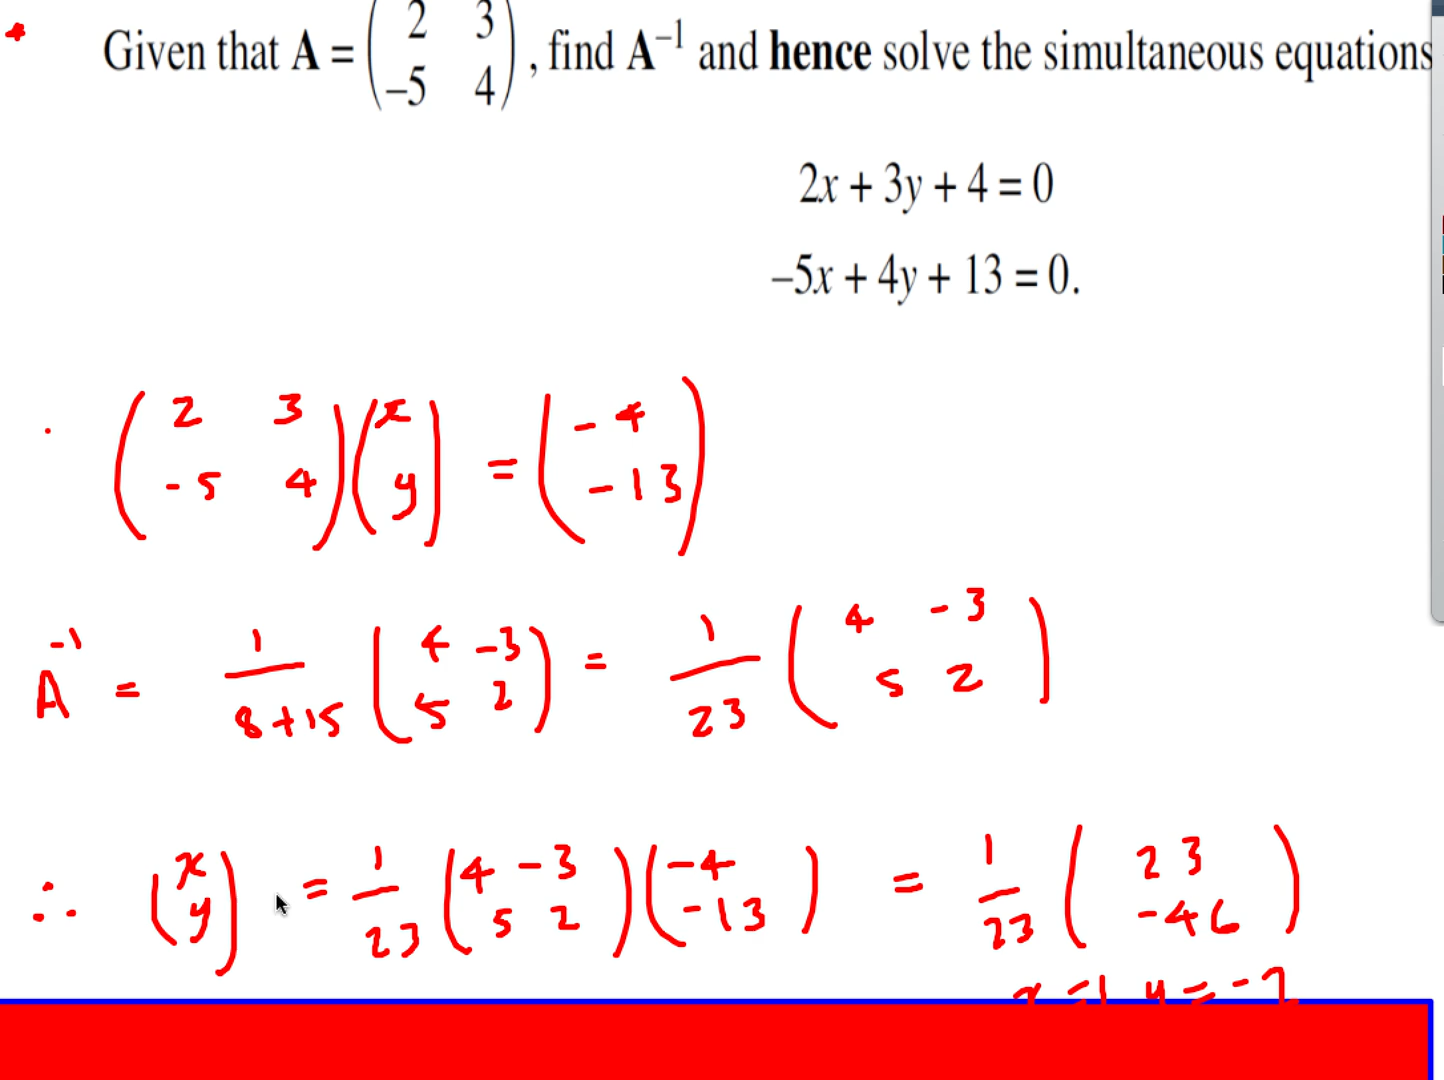 Given that A = ( 2 3 ; –5 4 ), find A⁻¹ and hence solve the simultaneous equations
2x + 3y + 4 = 0
–5x + 4y + 13 = 0.
( 2 3 ; -5 4 ) ( x ; y ) = ( -4 ; -13 )
A⁻¹ = 1/(8+15) ( 4 -3 ; 5 2 ) = 1/23 ( 4 -3 ; 5 2 )
∴ ( x ; y ) = 1/23 ( 4 -3 ; 5 2 ) ( -4 ; -13 ) = 1/23 ( 23 ; -46 )
x = 1 y = -2